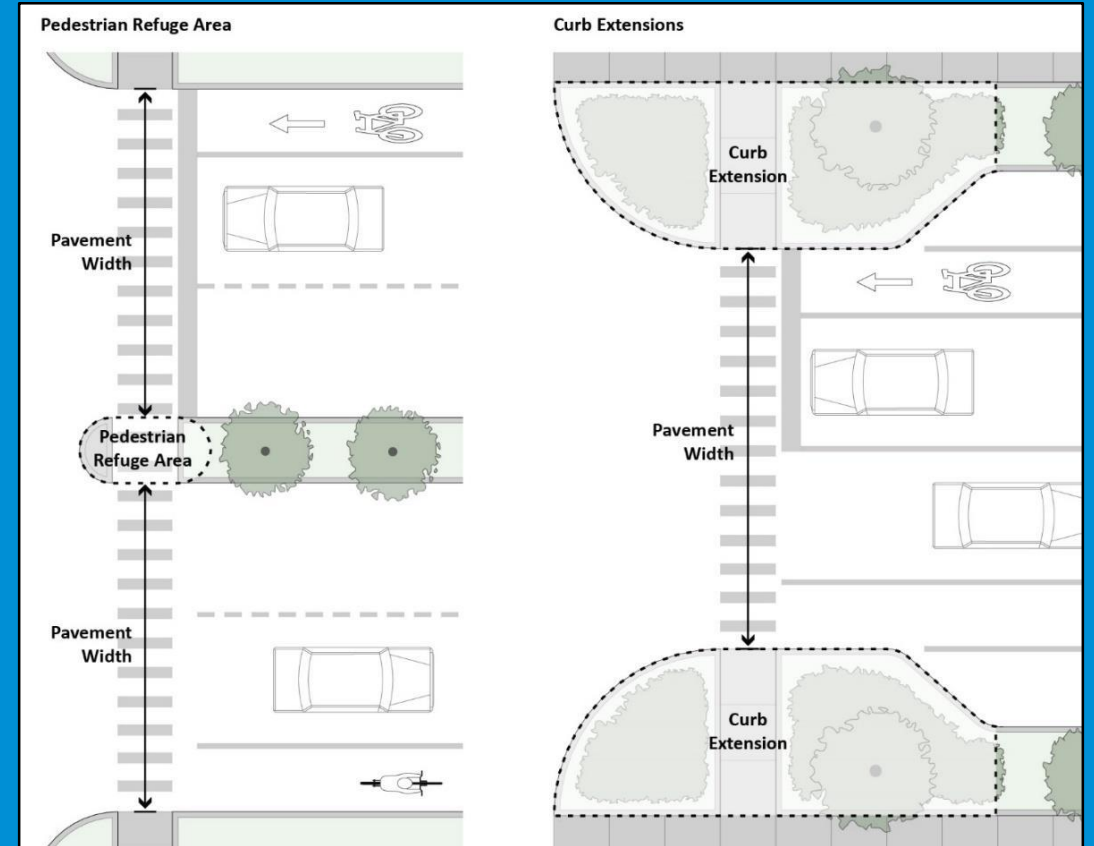 Pedestrian Refuge Area
Pavement
Width
Pedestrian
Refuge Area
Pavement
Width
Curb Extensions
Curb
Extension
Pavement
Width
Curb
Extension